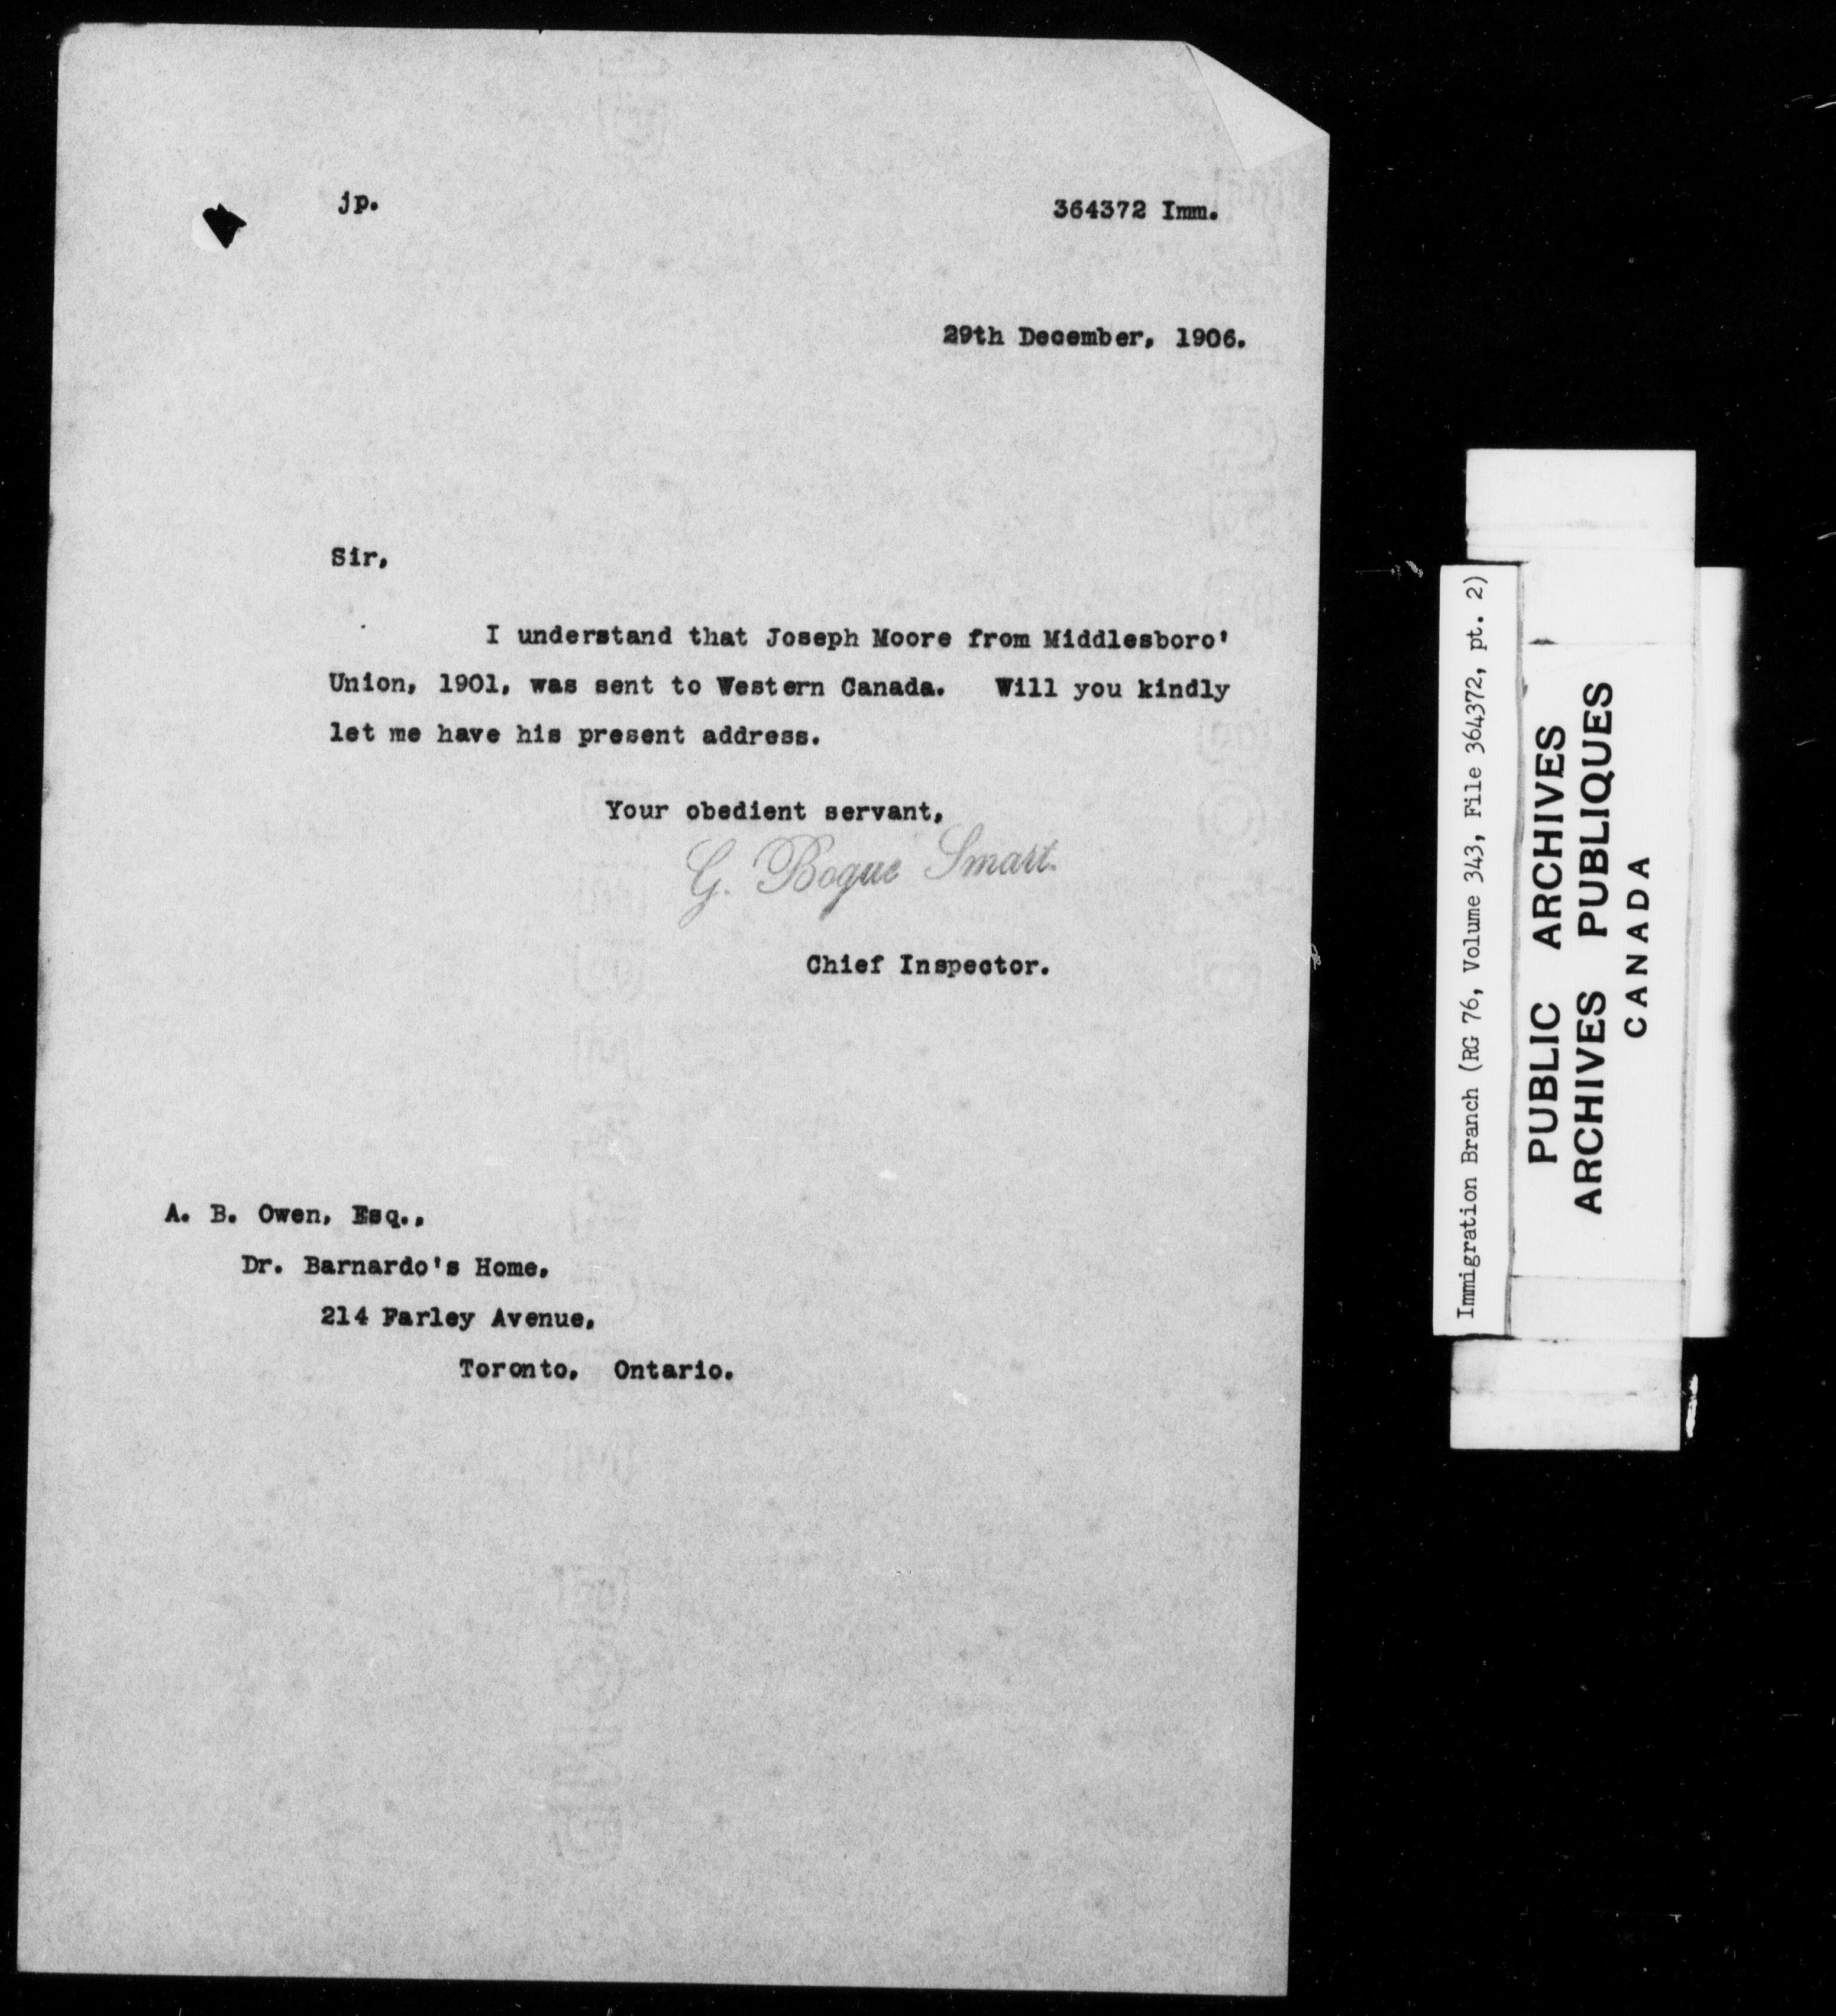 jp.
364372 Imm.
29th December, 1906.
Sir,
I understand that Joseph Moore from Middlesboro'
Union, 1901, was sent to Western Canada. Will you kindly
let me have his present address.
Your obedient servant,
G. Bogue Smart.
Chief Inspector.
A. B. Owen, Esq.,
Dr. Barnardo's Home,
214 Farley Avenue,
Toronto, Ontario.
Immigration Branch (RG 76, Volume 343, File 364372, pt. 2)
PUBLIC ARCHIVES
ARCHIVES PUBLIQUES
CANADA